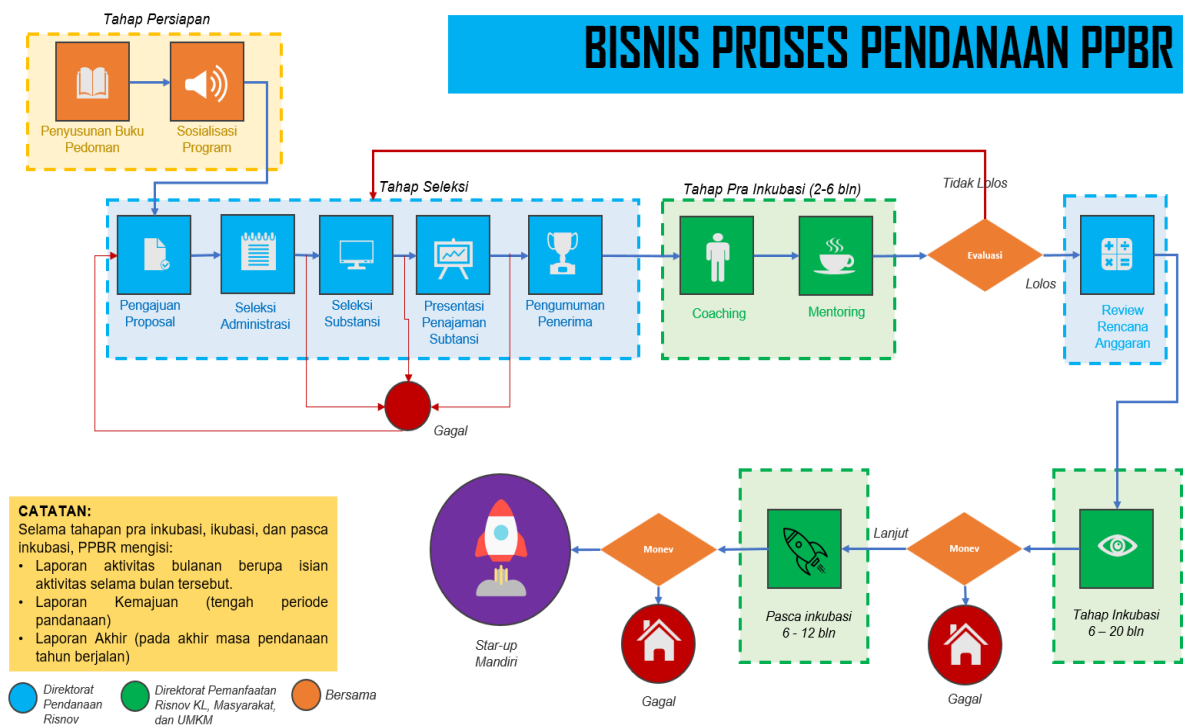 Tahap Persiapan
BISNIS PROSES PENDANAAN PPBR
Penyusunan Buku
Pedoman
Sosialisasi
Program
Tahap Seleksi
Tahap Pra Inkubasi (2-6 bln)
Tidak Lolos
Pengajuan
Proposal
Seleksi
Administrasi
Seleksi
Substansi
Presentasi
Penajaman
Subtansi
Pengumuman
Penerima
Coaching
Mentoring
Evaluasi
Lolos
Review
Rencana
Anggaran
Gagal
CATATAN:
Selama tahapan pra inkubasi, ikubasi, dan pasca
inkubasi, PPBR mengisi:
• Laporan aktivitas bulanan berupa isian
aktivitas selama bulan tersebut.
• Laporan Kemajuan (tengah periode
pandanaan)
• Laporan Akhir (pada akhir masa pendanaan
tahun berjalan)
Star-up
Mandiri
Monev
Gagal
Pasca inkubasi
6 - 12 bln
Lanjut
Monev
Gagal
Tahap Inkubasi
6 – 20 bln
Direktorat
Pendanaan
Risnov
Direktorat Pemanfaatan
Risnov KL, Masyarakat,
dan UMKM
Bersama